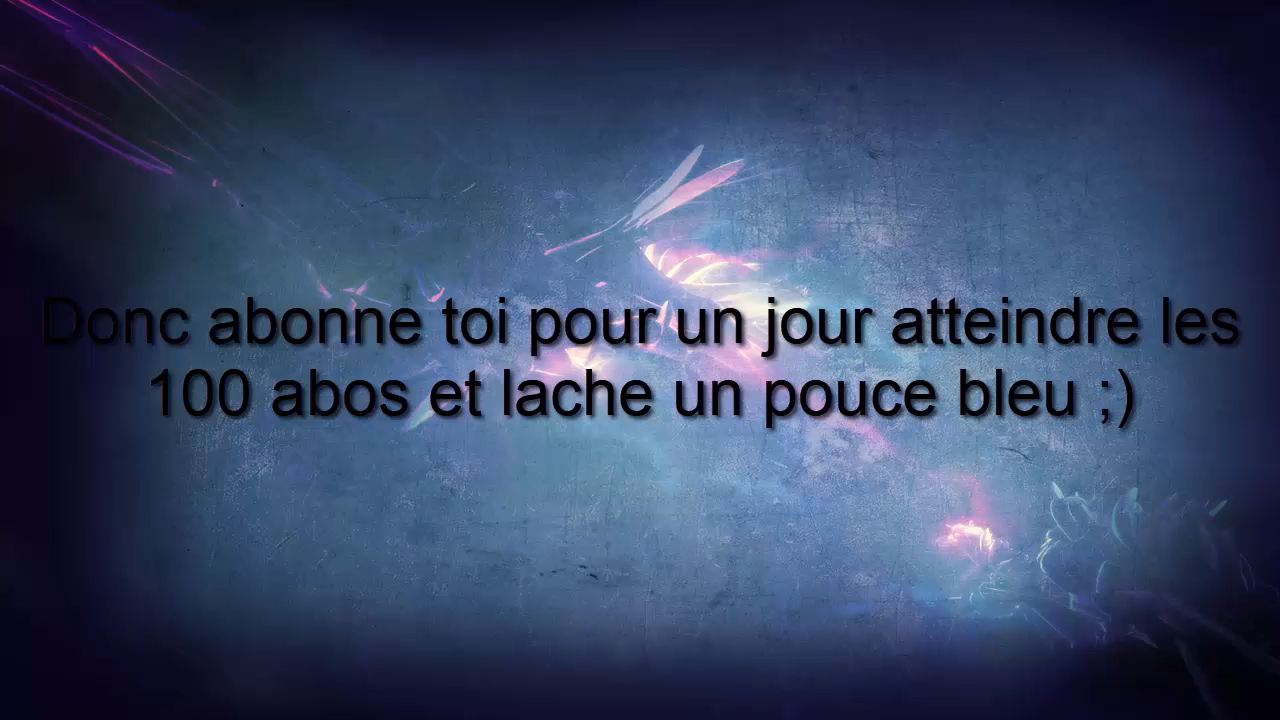 Donc abonne toi pour un jour atteindre les
100 abos et lache un pouce bleu ;)